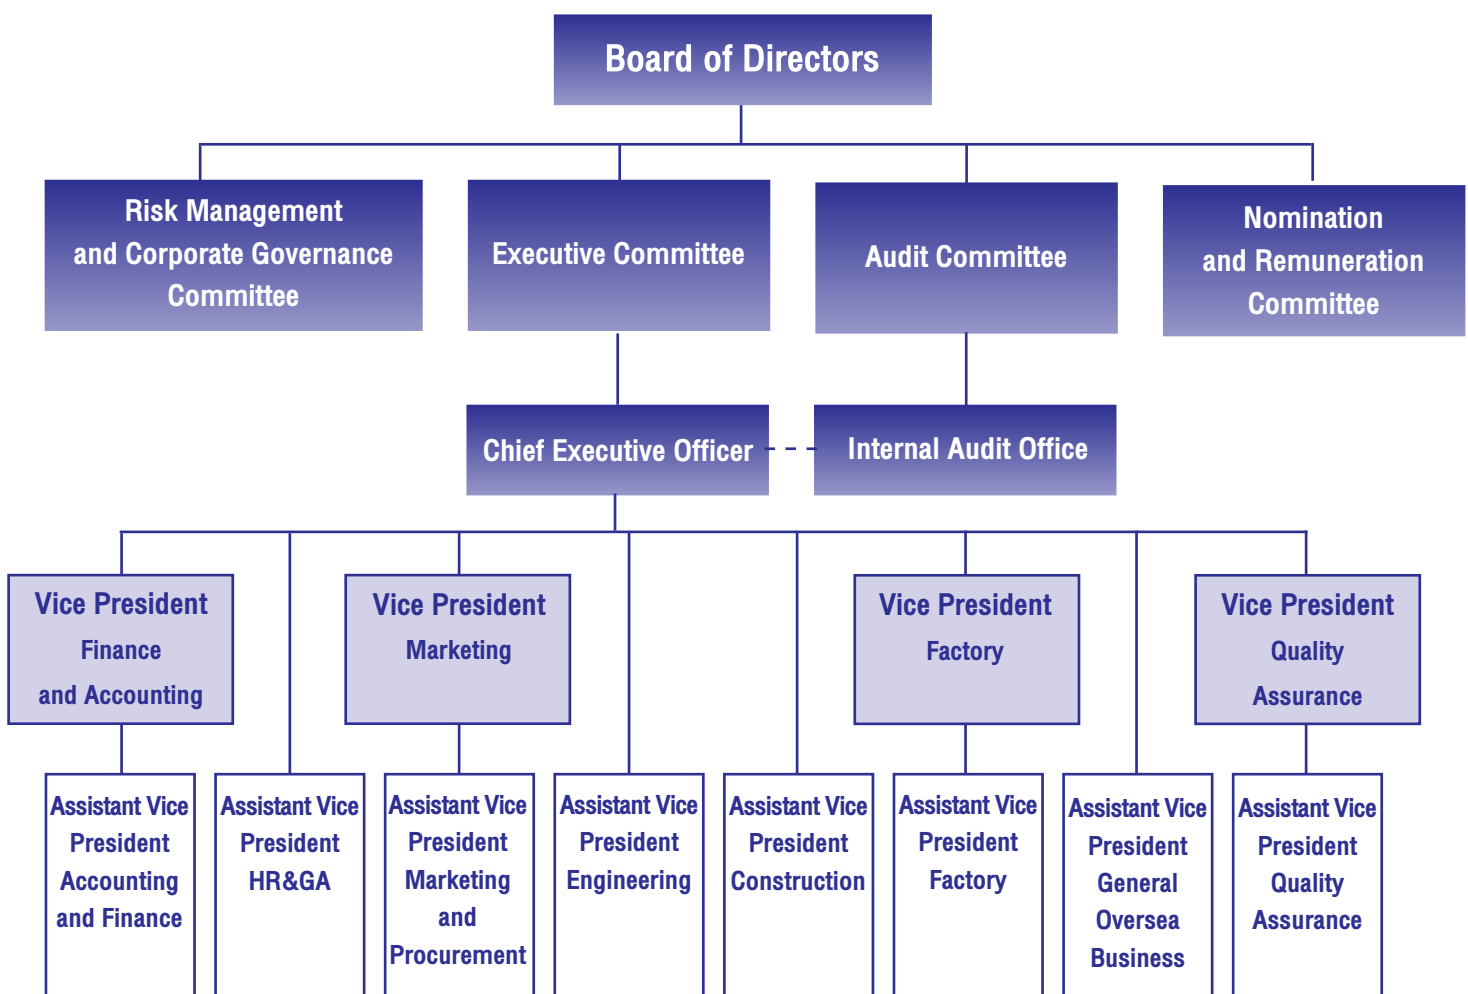 Board of Directors
Risk Management
and Corporate Governance
Committee
Executive Committee
Audit Committee
Nomination
and Remuneration
Committee
Chief Executive Officer
Internal Audit Office
Vice President
Finance
and Accounting
Vice President
Marketing
Vice President
Factory
Vice President
Quality
Assurance
Assistant Vice
President
Accounting
and Finance
Assistant Vice
President
HR&GA
Assistant Vice
President
Marketing
and
Procurement
Assistant Vice
President
Engineering
Assistant Vice
President
Construction
Assistant Vice
President
Factory
Assistant Vice
President
General
Oversea
Business
Assistant Vice
President
Quality
Assurance